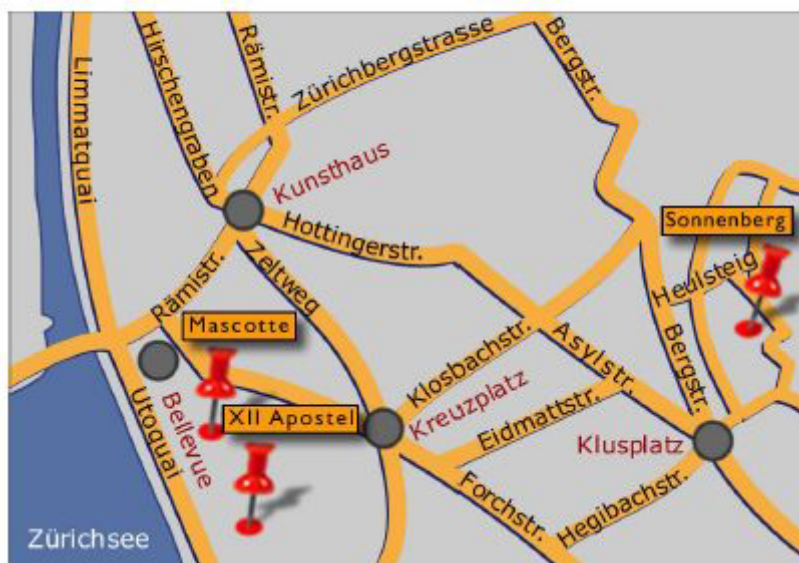 Limmatquai
Hirschengraben
Rämistr.
Zürichbergstrasse
Bergstr.
Kunsthaus
Hottingerstr.
Sonnenberg
Heulsteig
Rämistr.
Zeltweg
Mascotte
Klosbachstr.
Asylstr.
Bergstr.
Bellevue
Utoquai
XII Apostel
Kreuzplatz
Eidmattstr.
Klusplatz
Forchstr.
Hegibachstr.
Zürichsee